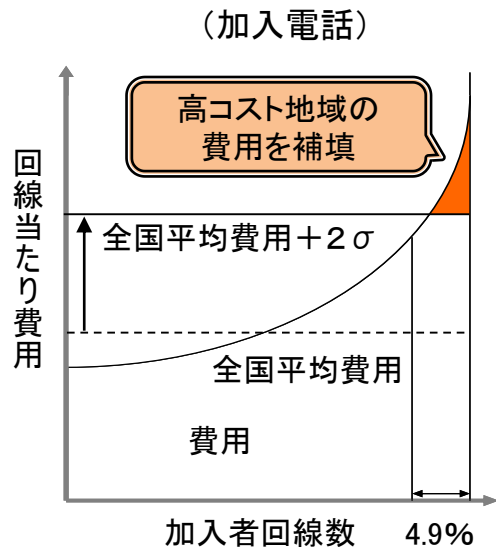 （加入電話）
高コスト地域の
費用を補填
回線当たり費用
全国平均費用＋２σ
全国平均費用
費用
加入者回線数
4.9%